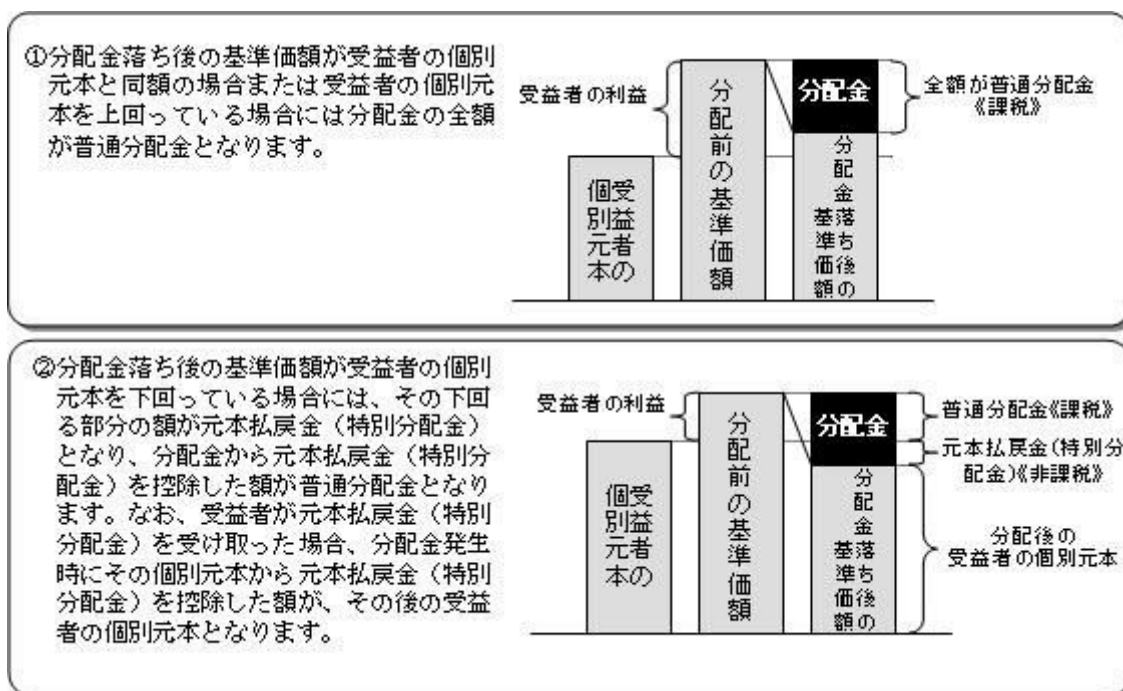 ①分配金落ち後の基準価額が受益者の個別
元本と同額の場合または受益者の個別元
本を上回っている場合には分配金の全額
が普通分配金となります。
受益者の利益
受益者の
個別元本
分配前の基準価額
分配金
分配金落ち後の
基準価額
全額が普通分配金
《課税》
②分配金落ち後の基準価額が受益者の個別
元本を下回っている場合には、その下回
る部分の額が元本払戻金（特別分配金）
となり、分配金から元本払戻金（特別分
配金）を控除した額が普通分配金となり
ます。なお、受益者が元本払戻金（特別
分配金）を受け取った場合、分配金発生
時にその個別元本から元本払戻金（特別
分配金）を控除した額が、その後の受益
者の個別元本となります。
受益者の利益
受益者の
個別元本
分配前の基準価額
分配金
分配金落ち後の
基準価額
普通分配金《課税》
元本払戻金(特別分
配金)《非課税》
分配後の
受益者の個別元本